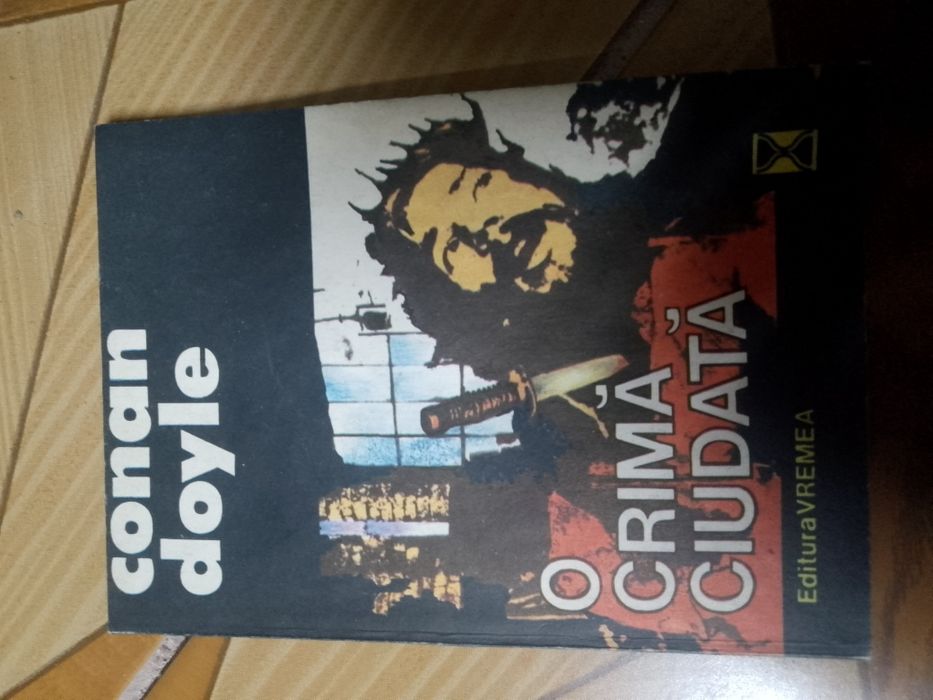 conan
doyle
O
CRIMĂ
CIUDATĂ
Editura VREMEA